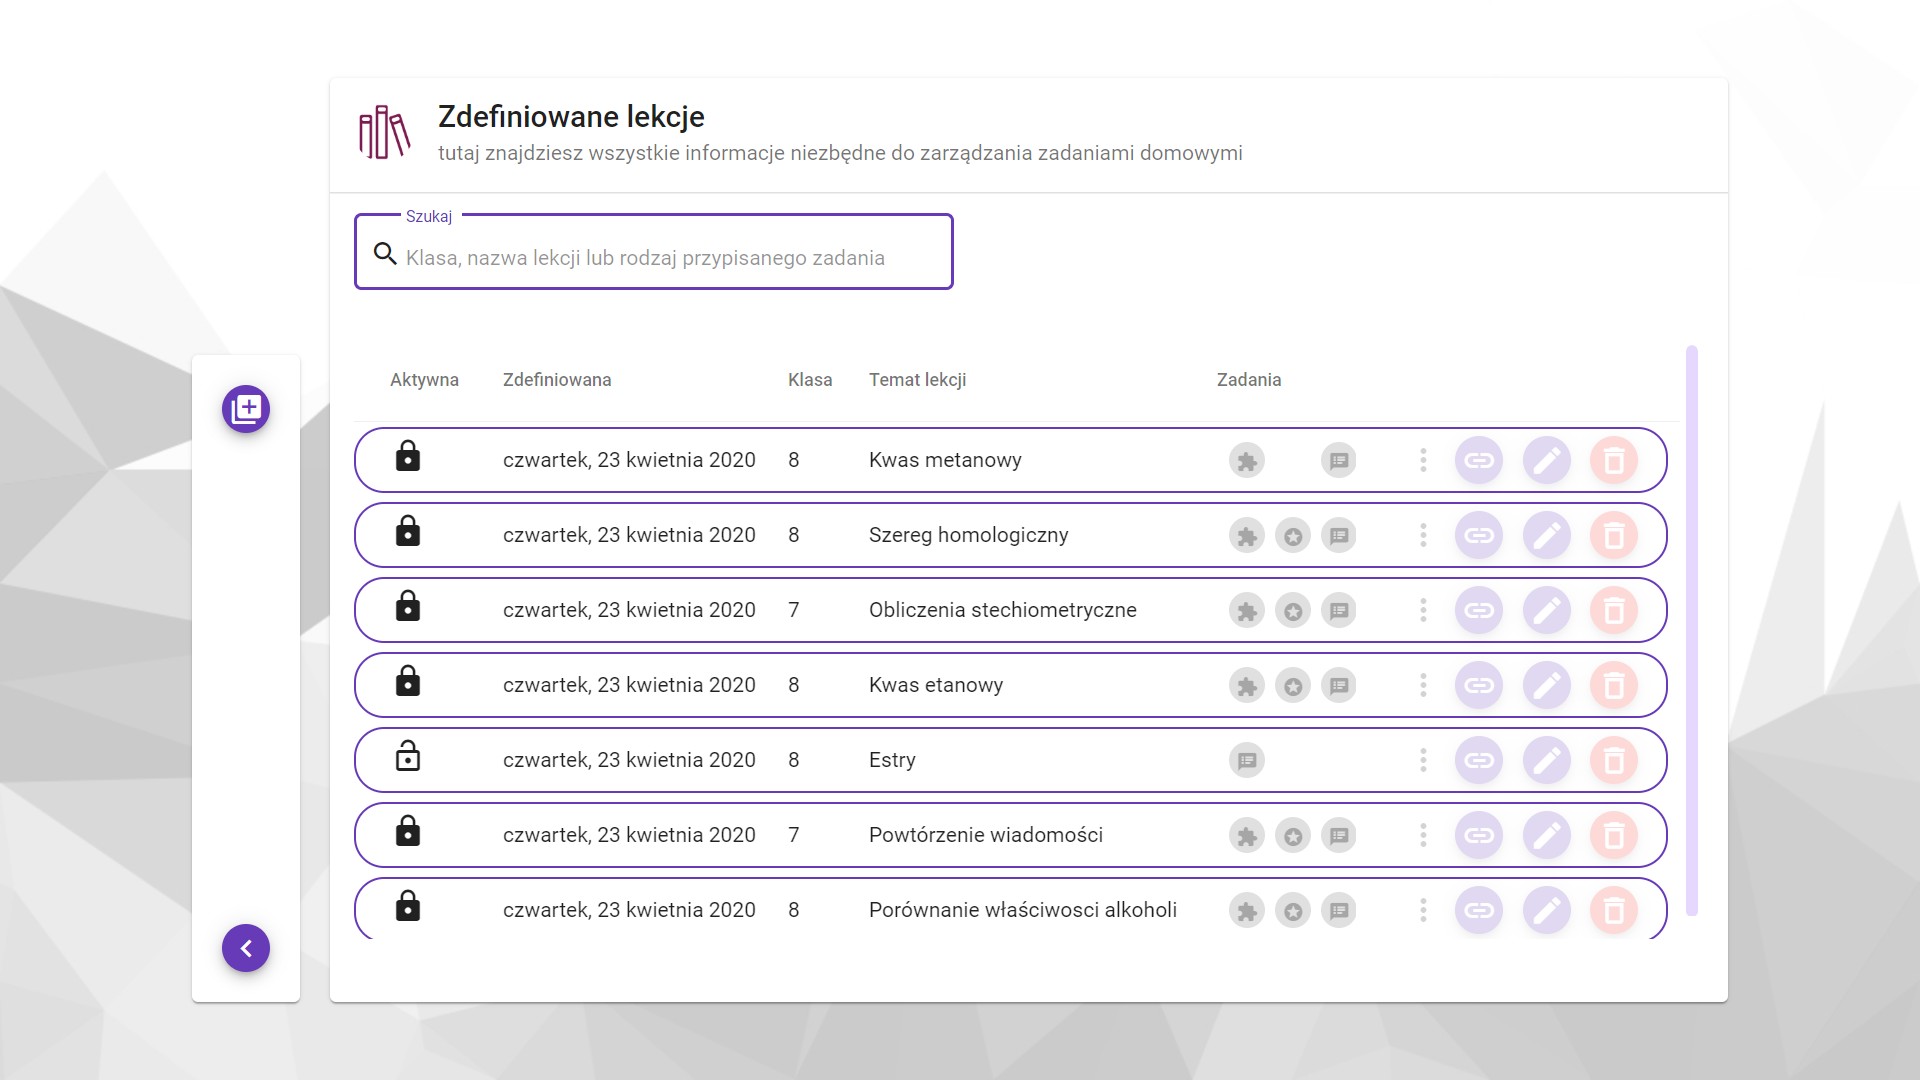 Zdefiniowane lekcje
tutaj znajdziesz wszystkie informacje niezbędne do zarządzania zadaniami domowymi
Szukaj
Klasa, nazwa lekcji lub rodzaj przypisanego zadania
Aktywna Zdefiniowana Klasa Temat lekcji Zadania
czwartek, 23 kwietnia 2020 8 Kwas metanowy
czwartek, 23 kwietnia 2020 8 Szereg homologiczny
czwartek, 23 kwietnia 2020 7 Obliczenia stechiometryczne
czwartek, 23 kwietnia 2020 8 Kwas etanowy
czwartek, 23 kwietnia 2020 8 Estry
czwartek, 23 kwietnia 2020 7 Powtórzenie wiadomości
czwartek, 23 kwietnia 2020 8 Porównanie właściwosci alkoholi